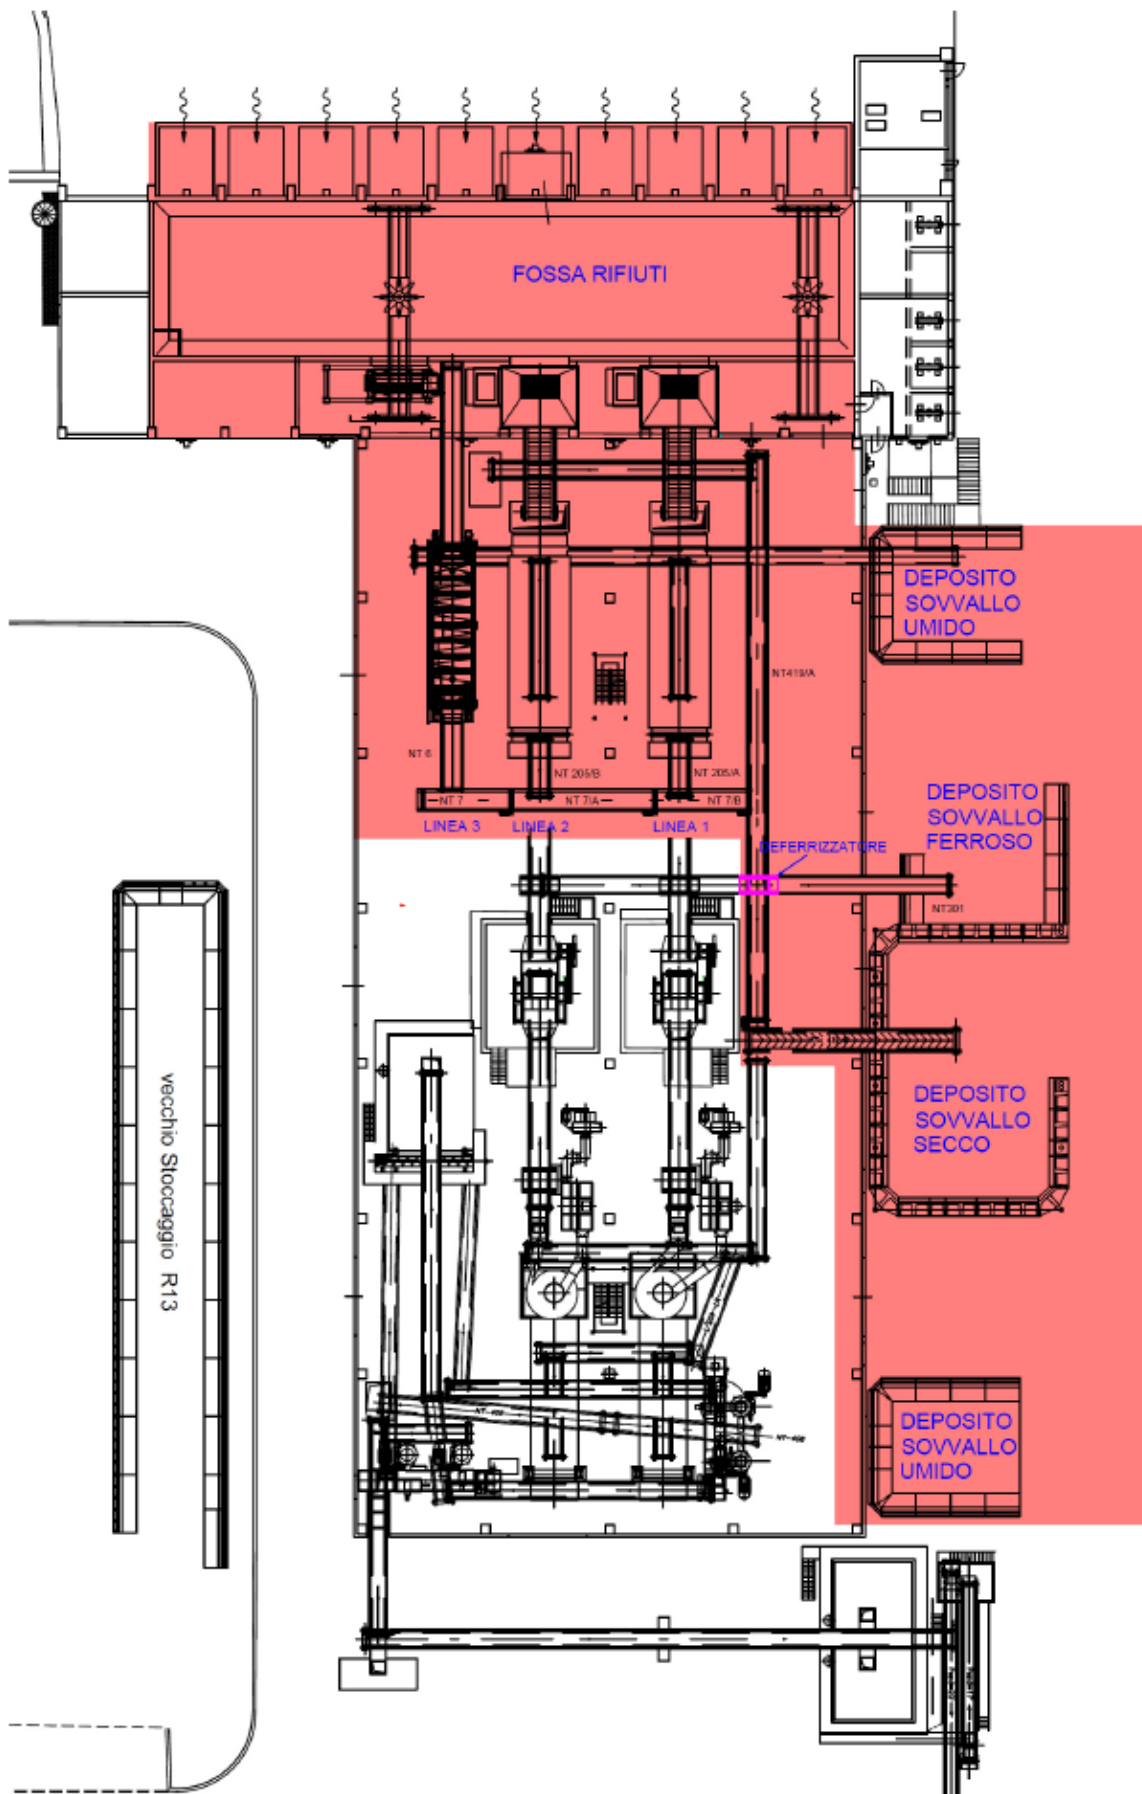 FOSSA RIFIUTI
DEPOSITO
SOVVALLO
UMIDO
NT419/A
NT 6
NT 205/B
NT 205/A
NT 7
NT 7/A
NT 7/B
LINEA 3
LINEA 2
LINEA 1
DEPOSITO
SOVVALLO
FERROSO
DEFERRIZZATORE
NT301
DEPOSITO
SOVVALLO
SECCO
vecchio Stoccaggio R13
DEPOSITO
SOVVALLO
UMIDO